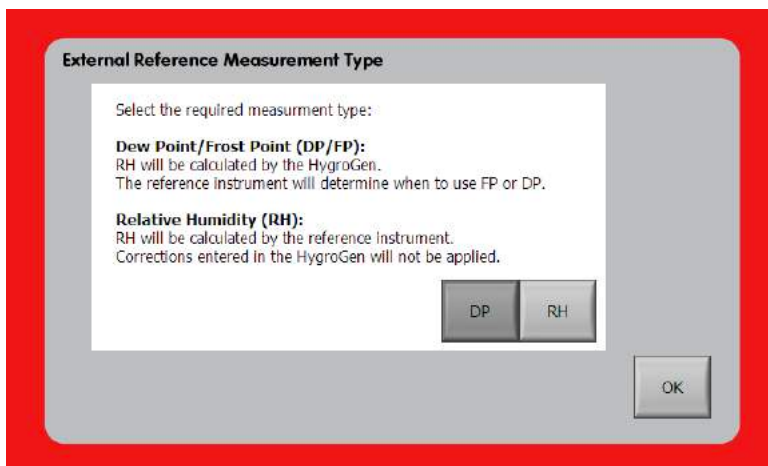 External Reference Measurement Type
Select the required measurment type:
Dew Point/Frost Point (DP/FP):
RH will be calculated by the HygroGen.
The reference instrument will determine when to use FP or DP.
Relative Humidity (RH):
RH will be calculated by the reference instrument.
Corrections entered in the HygroGen will not be applied.
DP RH
OK